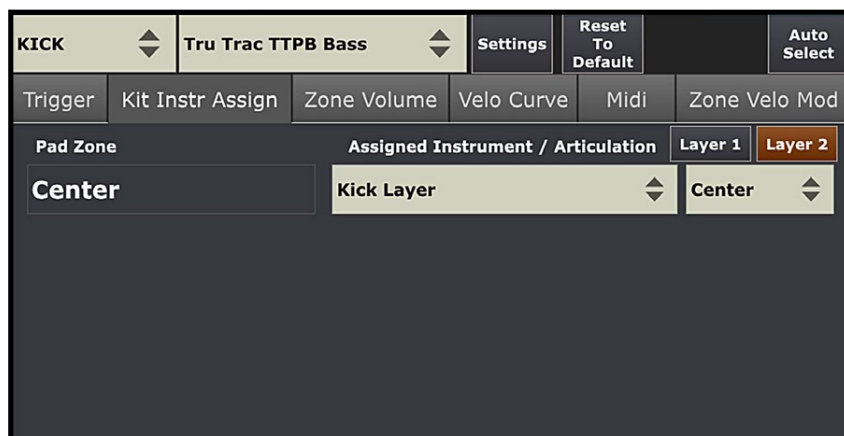 KICK
Tru Trac TTPB Bass
Settings
Reset
To
Default
Auto
Select
Trigger
Kit Instr Assign
Zone Volume
Velo Curve
Midi
Zone Velo Mod
Pad Zone
Assigned Instrument / Articulation
Layer 1
Layer 2
Center
Kick Layer
Center